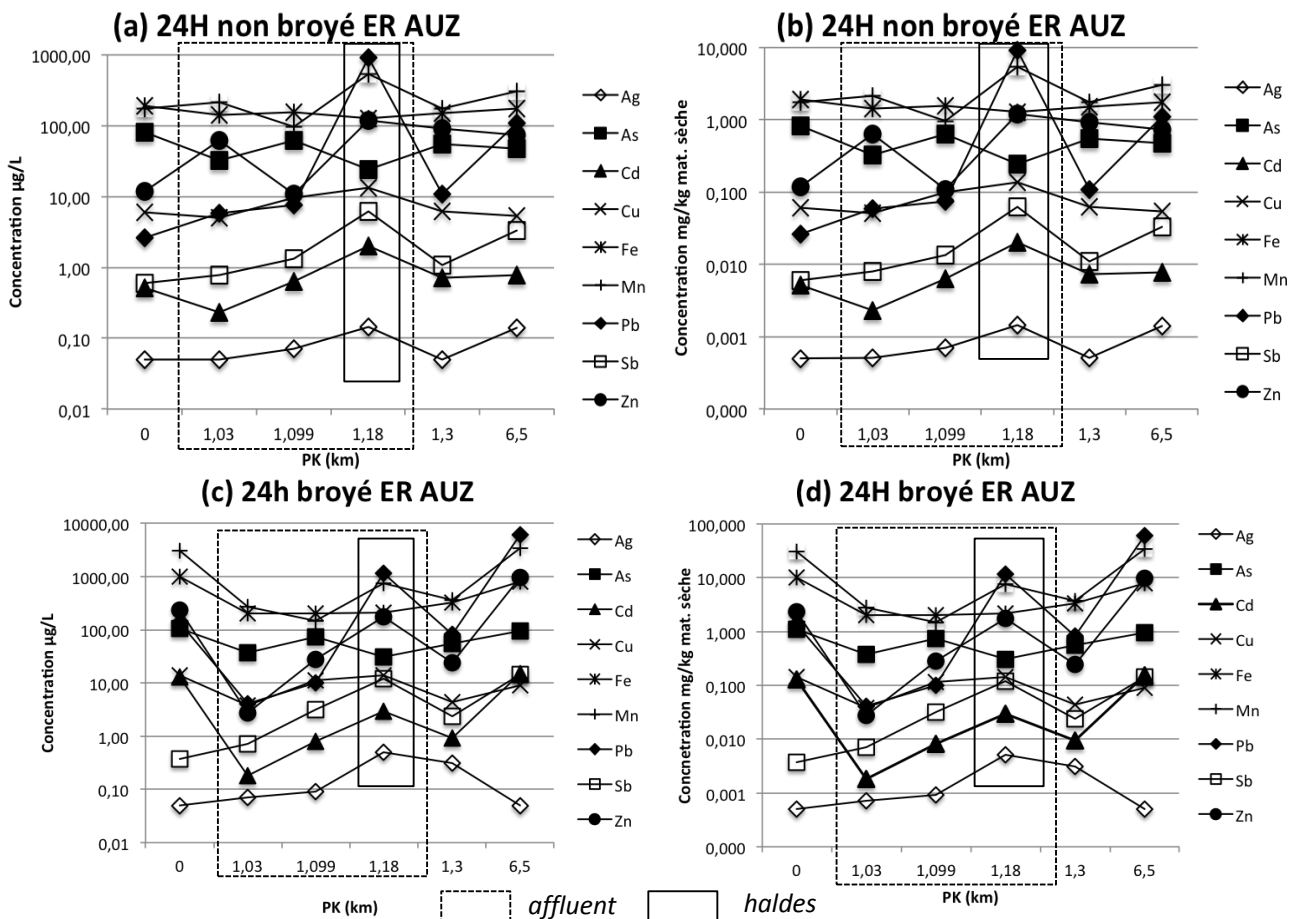 (a) 24H non broyé ER AUZ
Concentration µg/L
1000,00
100,00
10,00
1,00
0,10
0,01
0
1,03
1,099
1,18
1,3
6,5
PK (km)
Ag
As
Cd
Cu
Fe
Mn
Pb
Sb
Zn
(b) 24H non broyé ER AUZ
Concentration mg/kg mat. sèche
10,000
1,000
0,100
0,010
0,001
0,000
0
1,03
1,099
1,18
1,3
6,5
PK (km)
Ag
As
Cd
Cu
Fe
Mn
Pb
Sb
Zn
(c) 24h broyé ER AUZ
Concentration µg/L
10000,00
1000,00
100,00
10,00
1,00
0,10
0,01
0
1,03
1,099
1,18
1,3
6,5
PK (km)
Ag
As
Cd
Cu
Fe
Mn
Pb
Sb
Zn
(d) 24H broyé ER AUZ
Concnetration mg/kg mat. sèche
100,000
10,000
1,000
0,100
0,010
0,001
0,000
0
1,03
1,099
1,18
1,3
6,5
PK (km)
Ag
As
Cd
Cu
Fe
Mn
Pb
Sb
Zn
affluent
haldes